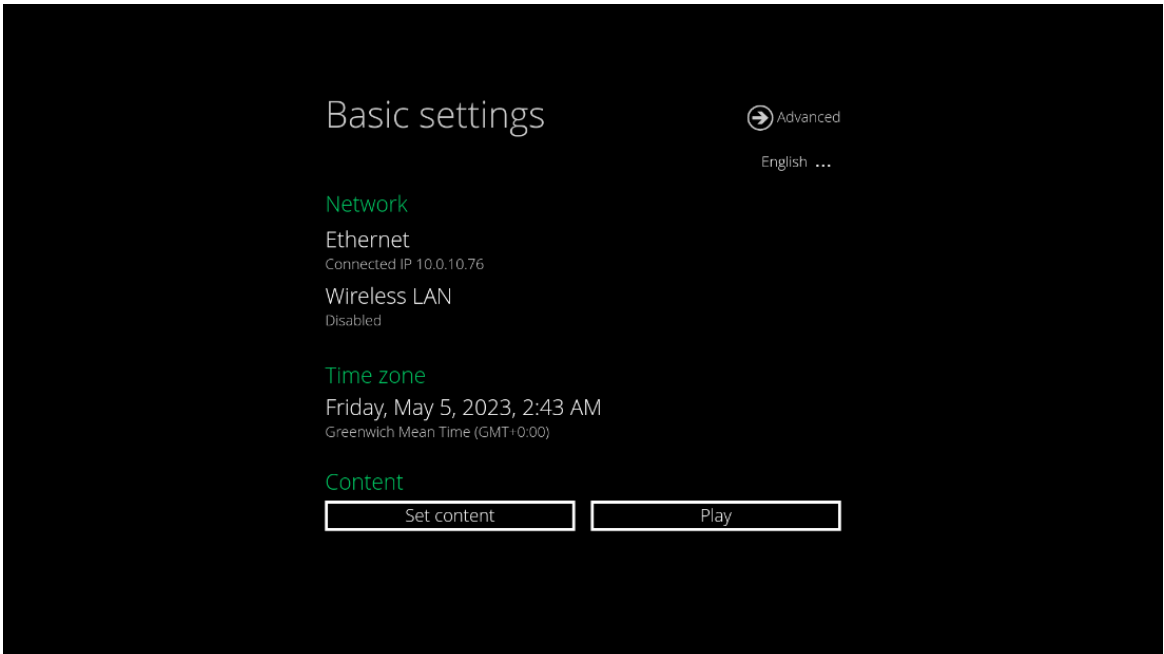 Basic settings
Advanced
English ...
Network
Ethernet
Connected IP 10.0.10.76
Wireless LAN
Disabled
Time zone
Friday, May 5, 2023, 2:43 AM
Greenwich Mean Time (GMT+0:00)
Content
Set content
Play